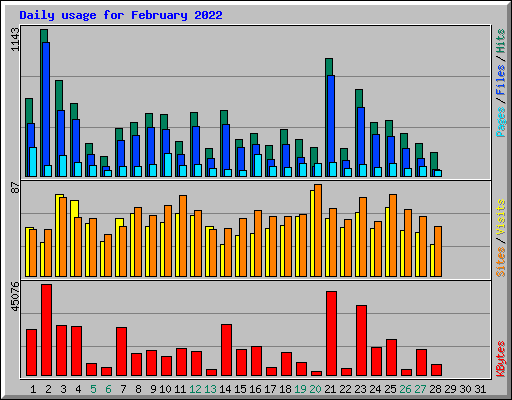 Daily usage for February 2022
1143
Pages / Files / Hits
87
Sites / Visits
45076
KBytes
1 2 3 4 5 6 7 8 9 10 11 12 13 14 15 16 17 18 19 20 21 22 23 24 25 26 27 28 29 30 31